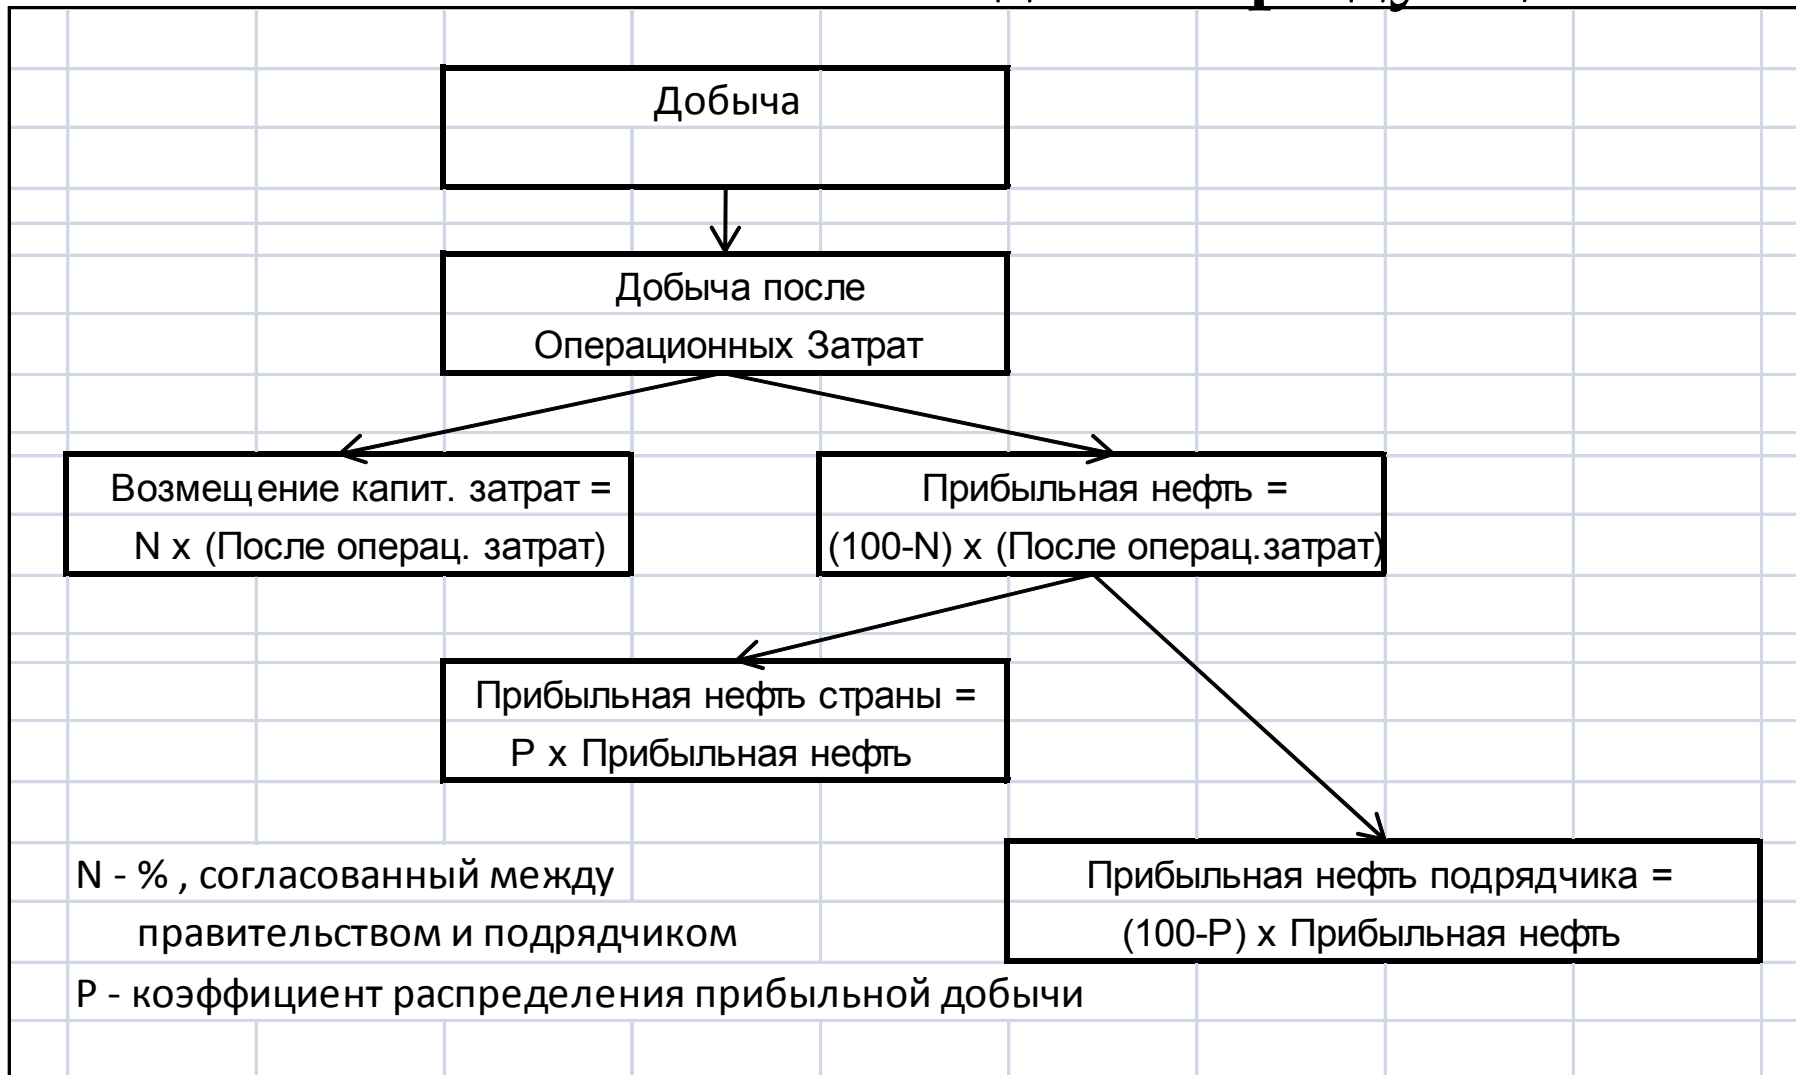 Добыча
Добыча после
Операционных Затрат
Возмещение капит. затрат =
N x (После операц. затрат)
Прибыльная нефть =
(100-N) x (После операц.затрат)
Прибыльная нефть страны =
P x Прибыльная нефть
Прибыльная нефть подрядчика =
(100-P) x Прибыльная нефть
N - % , согласованный между
правительством и подрядчиком
P - коэффициент распределения прибыльной добычи